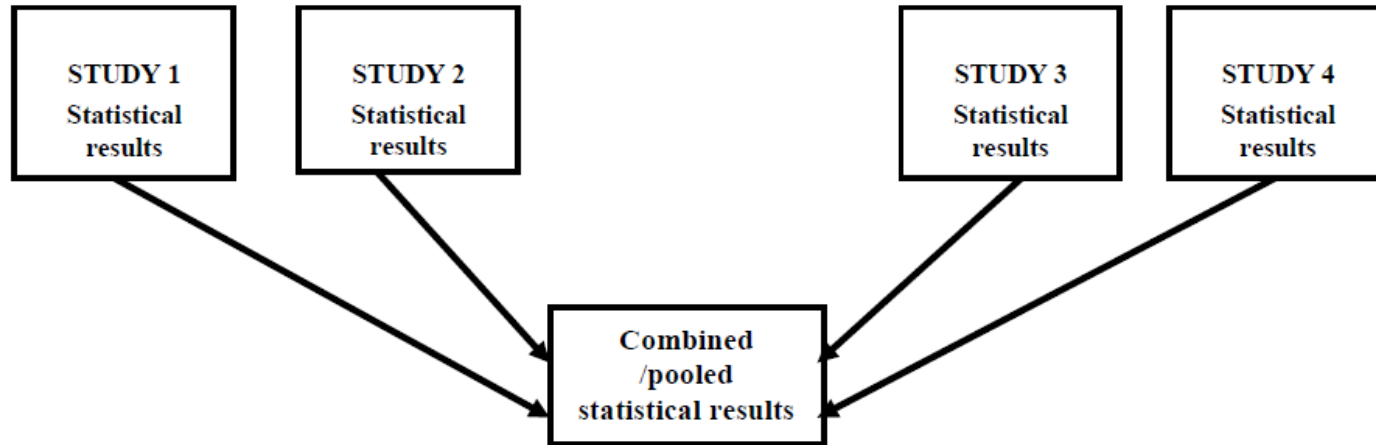 STUDY 1
Statistical
results
STUDY 2
Statistical
results
STUDY 3
Statistical
results
STUDY 4
Statistical
results
Combined
/pooled
statistical results